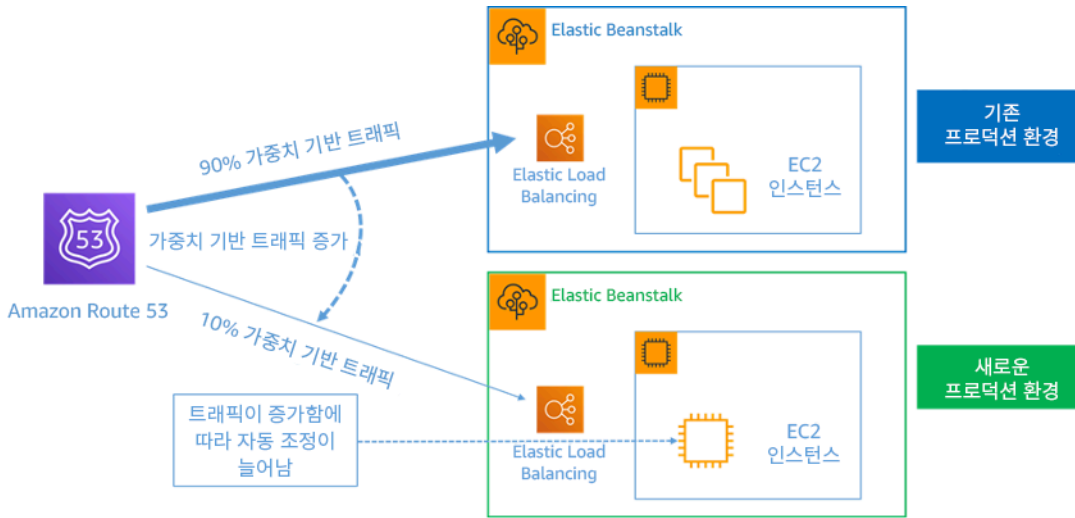 Elastic Beanstalk
90% 가중치 기반 트래픽
Elastic Load
Balancing
EC2
인스턴스
기존
프로덕션 환경
53
가중치 기반 트래픽 증가
Amazon Route 53
10% 가중치 기반 트래픽
Elastic Beanstalk
트래픽이 증가함에
따라 자동 조정이
늘어남
Elastic Load
Balancing
EC2
인스턴스
새로운
프로덕션 환경